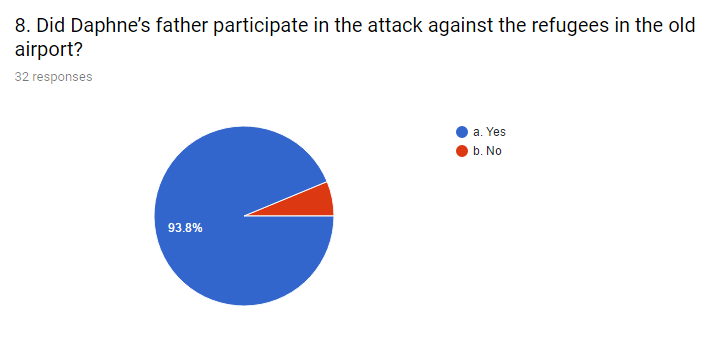 8. Did Daphne’s father participate in the attack against the refugees in the old
airport?
32 responses
a. Yes
b. No
93.8%